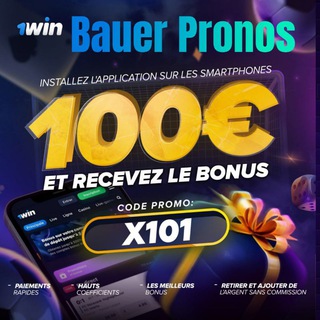 1win Bauer Pronos
INSTALLEZ L'APPLICATION SUR LES SMARTPHONES
100€
ET RECEVEZ LE BONUS
CODE PROMO:
X101
1win
- PAIEMENTS RAPIDES
- HAUTS COEFFICIENTS
- LES MEILLEURS BONUS
- RETIRER ET AJOUTER DE L'ARGENT SANS COMMISSION